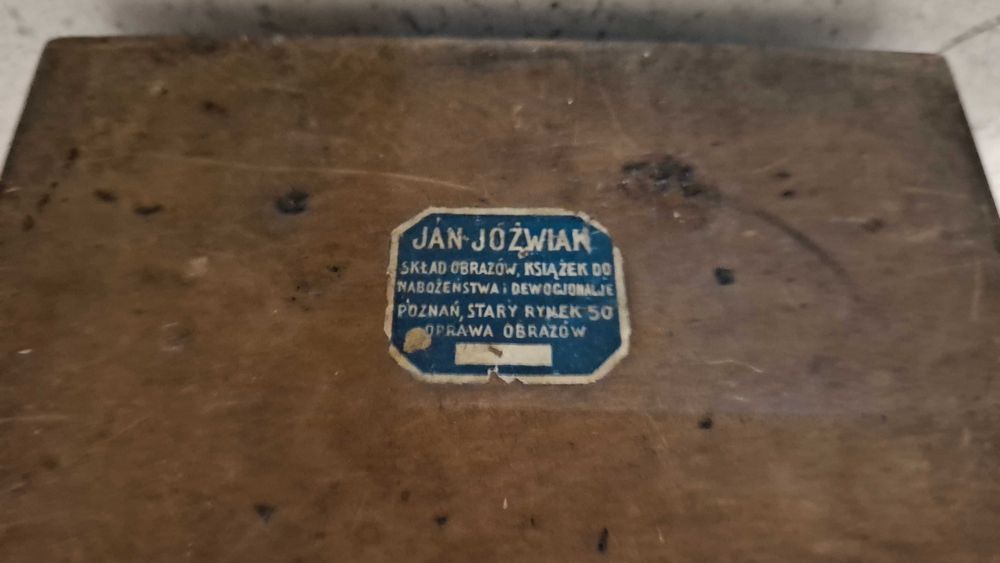 JAN JÓŹWIAK
SKŁAD OBRAZÓW, KSIĄŻEK DO
NABOŻEŃSTWA i DEWOCJONALJE
POZNAŃ, STARY RYNEK 50
OPRAWA OBRAZÓW